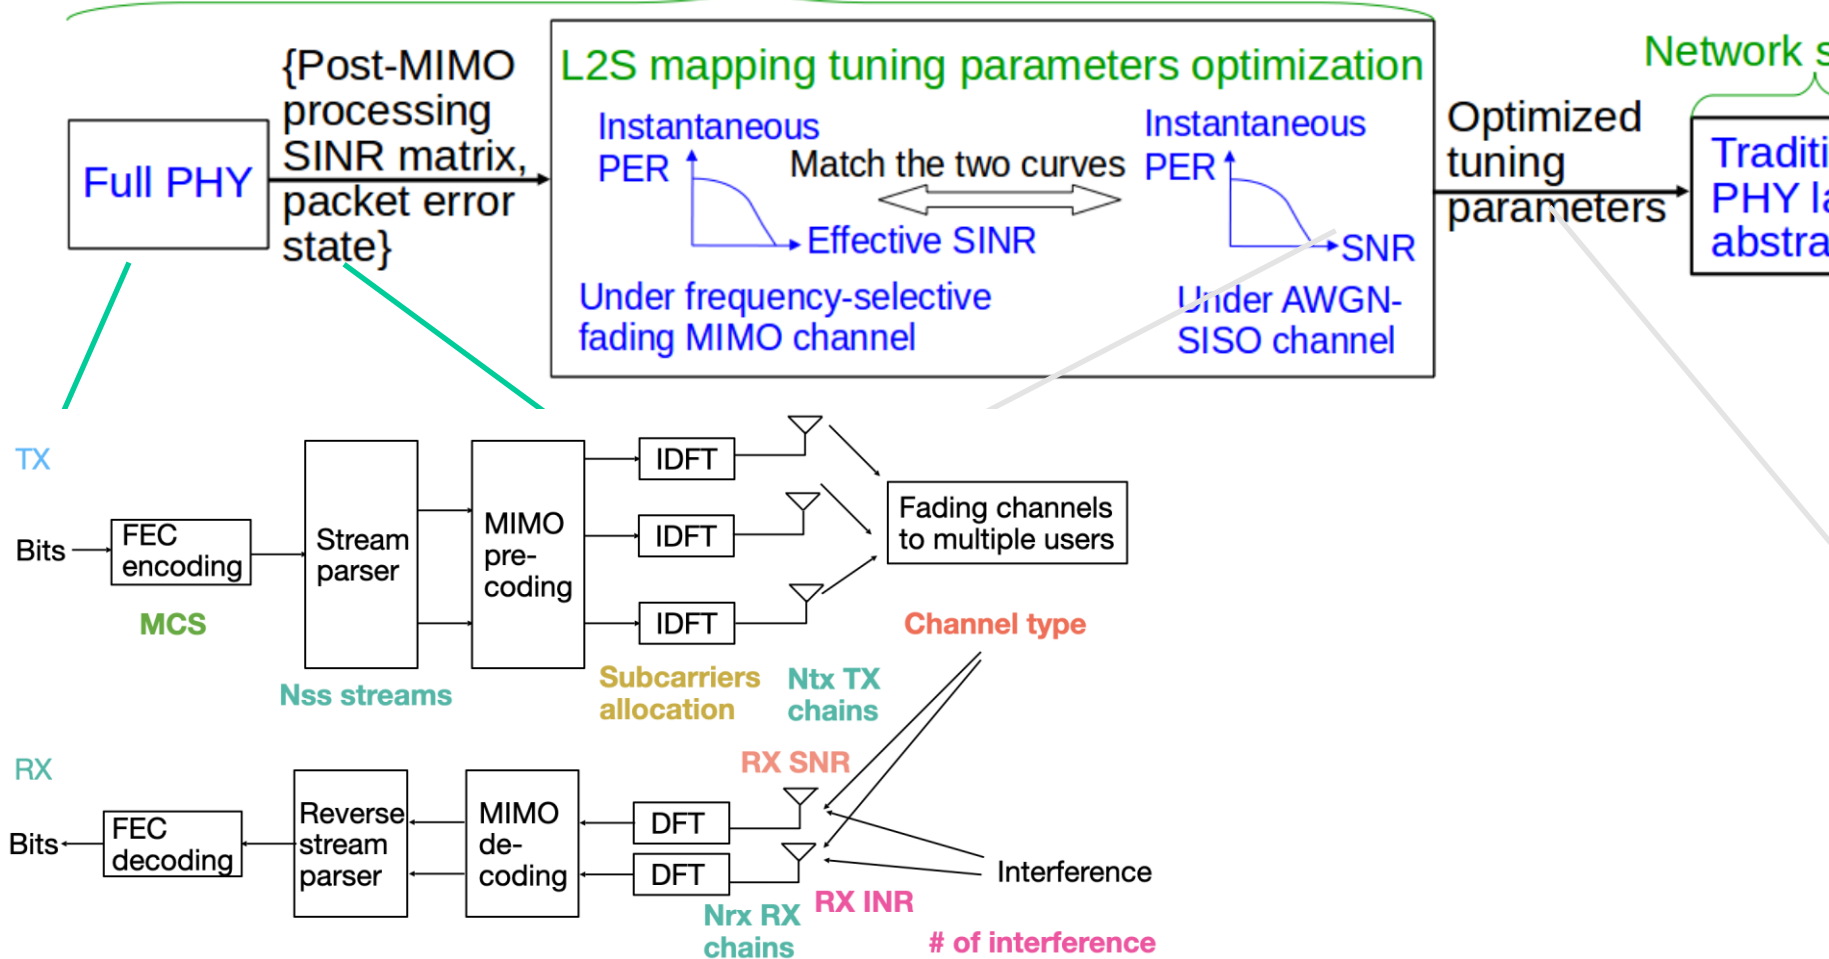 Network s
{Post-MIMO
processing
SINR matrix,
packet error
state}
Full PHY
L2S mapping tuning parameters optimization
Instantaneous
PER
Effective SINR
Match the two curves
Instantaneous
PER
SNR
Under frequency-selective
fading MIMO channel
Under AWGN-
SISO channel
Optimized
tuning
parameters
Traditi
PHY la
abstra
TX
Bits
FEC
encoding
MCS
Stream
parser
Nss streams
MIMO
pre-
coding
IDFT
IDFT
IDFT
Subcarriers
allocation
Ntx TX
chains
Fading channels
to multiple users
Channel type
RX
Bits
FEC
decoding
Reverse
stream
parser
MIMO
de-
coding
DFT
DFT
RX SNR
Nrx RX
chains
RX INR
Interference
# of interference